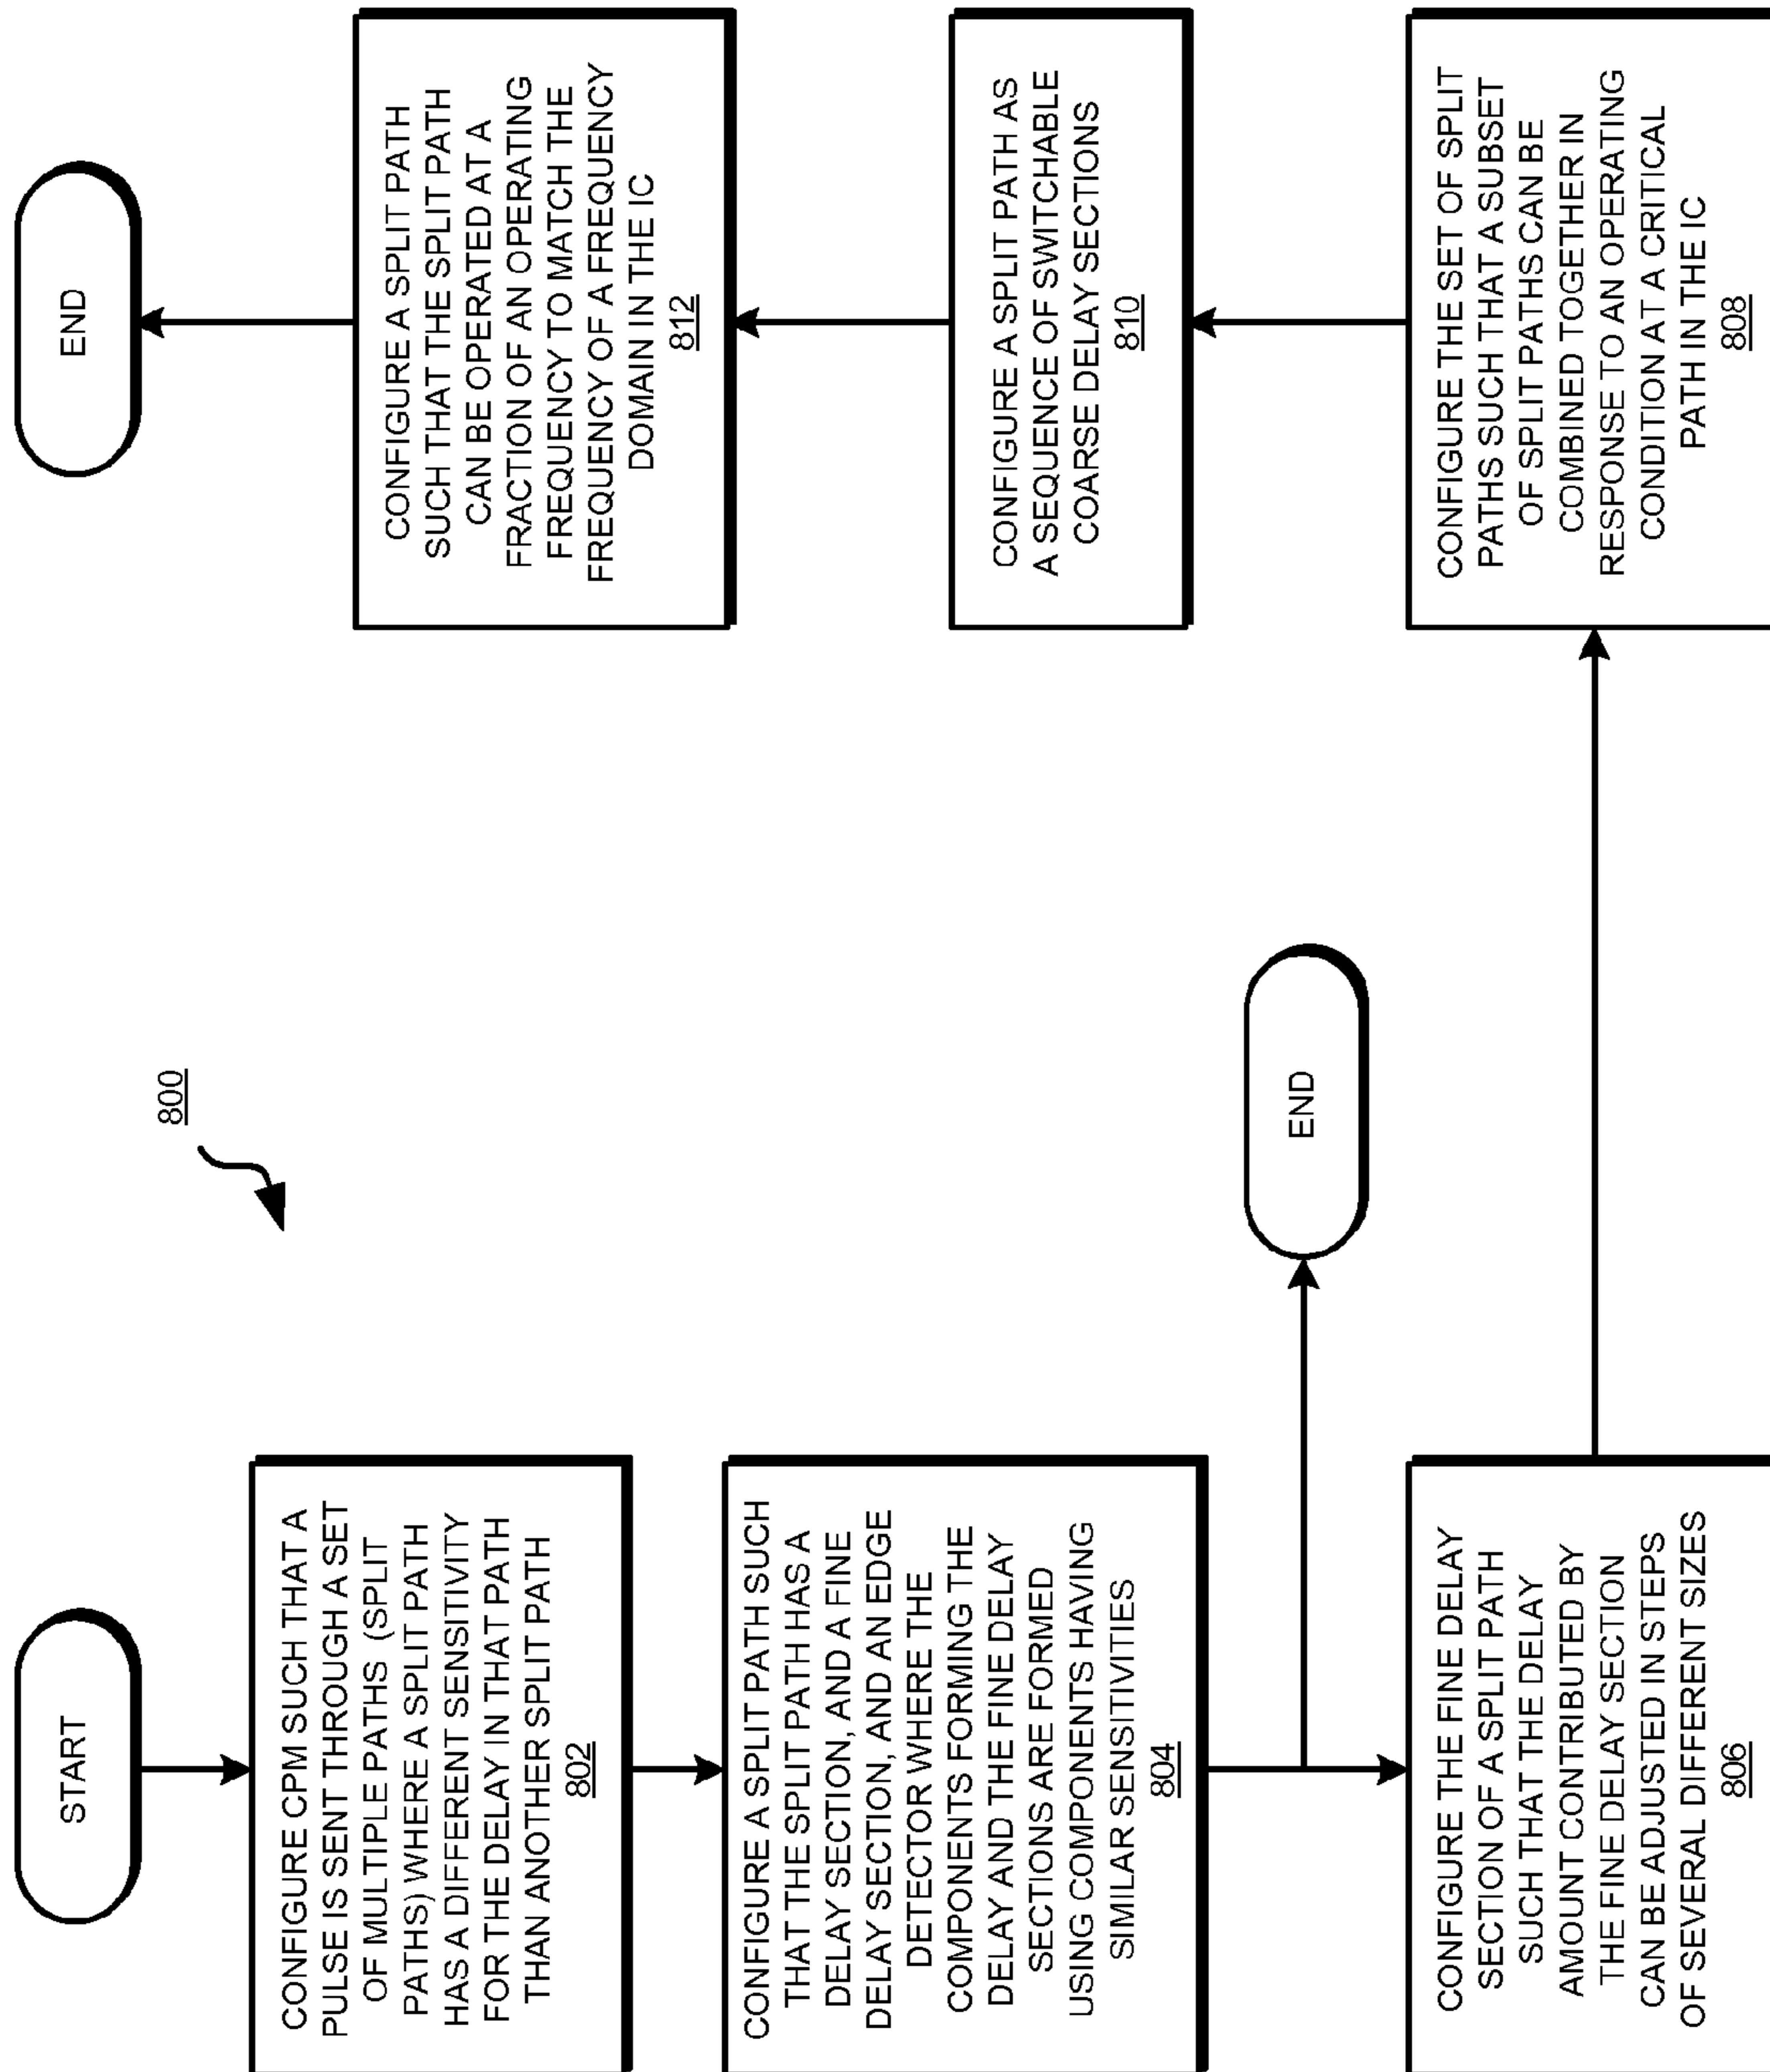 800
START
CONFIGURE CPM SUCH THAT A
PULSE IS SENT THROUGH A SET
OF MULTIPLE PATHS (SPLIT
PATHS) WHERE A SPLIT PATH
HAS A DIFFERENT SENSITIVITY
FOR THE DELAY IN THAT PATH
THAN ANOTHER SPLIT PATH
802
CONFIGURE A SPLIT PATH SUCH
THAT THE SPLIT PATH HAS A
DELAY SECTION, AND A FINE
DELAY SECTION, AND AN EDGE
DETECTOR WHERE THE
COMPONENTS FORMING THE
DELAY AND THE FINE DELAY
SECTIONS ARE FORMED
USING COMPONENTS HAVING
SIMILAR SENSITIVITIES
804
END
CONFIGURE THE FINE DELAY
SECTION OF A SPLIT PATH
SUCH THAT THE DELAY
AMOUNT CONTRIBUTED BY
THE FINE DELAY SECTION
CAN BE ADJUSTED IN STEPS
OF SEVERAL DIFFERENT SIZES
806
CONFIGURE THE SET OF SPLIT
PATHS SUCH THAT A SUBSET
OF SPLIT PATHS CAN BE
COMBINED TOGETHER IN
RESPONSE TO AN OPERATING
CONDITION AT A CRITICAL
PATH IN THE IC
808
CONFIGURE A SPLIT PATH AS
A SEQUENCE OF SWITCHABLE
COARSE DELAY SECTIONS
810
CONFIGURE A SPLIT PATH
SUCH THAT THE SPLIT PATH
CAN BE OPERATED AT A
FRACTION OF AN OPERATING
FREQUENCY TO MATCH THE
FREQUENCY OF A FREQUENCY
DOMAIN IN THE IC
812
END